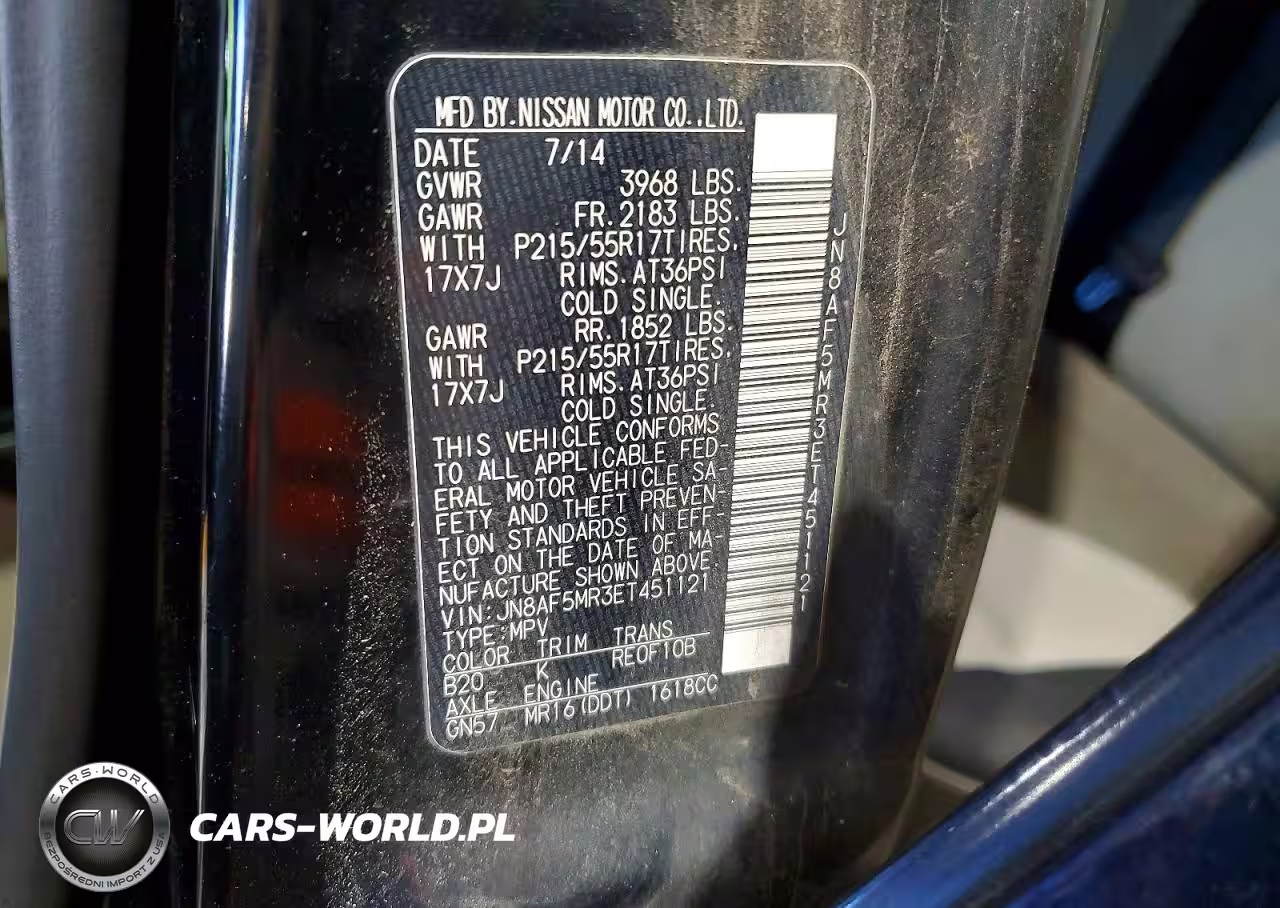 MFD BY.NISSAN MOTOR CO.,LTD.
DATE 7/14
GVWR 3968 LBS.
GAWR FR.2183 LBS.
WITH P215/55R17TIRES.
17X7J RIMS.AT36PSI
COLD SINGLE.
GAWR RR.1852 LBS.
WITH P215/55R17TIRES.
17X7J RIMS.AT36PSI
COLD SINGLE.
THIS VEHICLE CONFORMS
TO ALL APPLICABLE FED-
ERAL MOTOR VEHICLE SA-
FETY AND THEFT PREVEN-
TION STANDARDS IN EFF-
ECT ON THE DATE OF MA-
NUFACTURE SHOWN ABOVE.
VIN:JN8AF5MR3ET451121
TYPE:MPV
COLOR TRIM TRANS
B20 K RE0F10B
AXLE ENGINE
GN57 MR16(DDT) 1618CC
JN8AF5MR3ET451121
CARS-WORLD
CW
BEZPOŚREDNI IMPORT Z USA
CARS-WORLD.PL